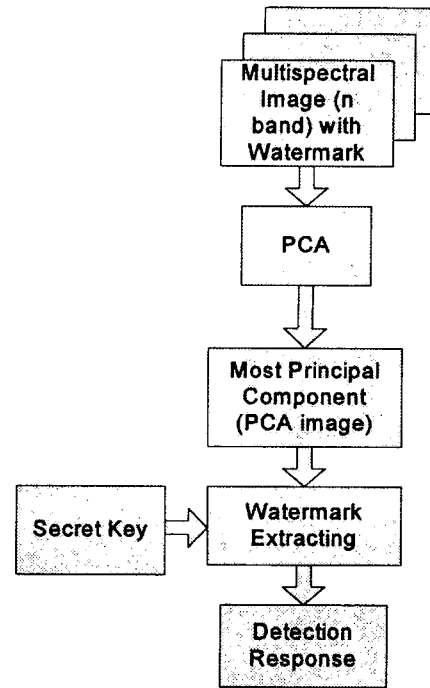 Multispectral
Image (n
band) with
Watermark
PCA
Most Principal
Component
(PCA image)
Secret Key
Watermark
Extracting
Detection
Response